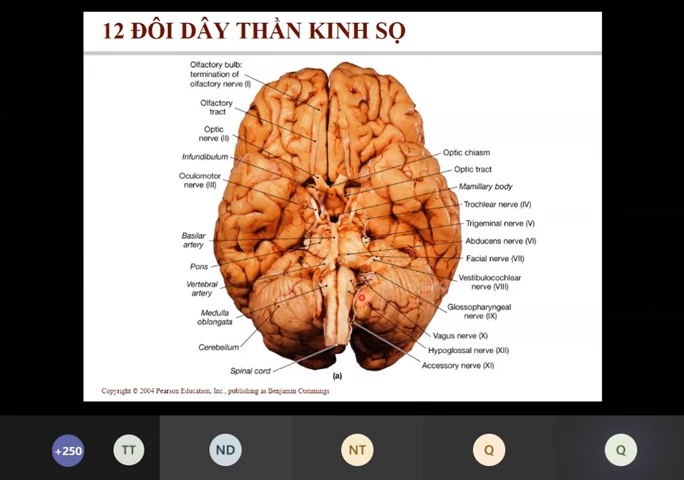 12 ĐÔI DÂY THẦN KINH SỌ
Olfactory bulb:
termination of
olfactory nerve (I)
Olfactory
tract
Optic
nerve (II)
Infundibulum
Oculomotor
nerve (III)
Basilar
artery
Pons
Vertebral
artery
Medulla
oblongata
Cerebellum
Spinal cord
Optic chiasm
Optic tract
Mamillary body
Trochlear nerve (IV)
Trigeminal nerve (V)
Abducens nerve (VI)
Facial nerve (VII)
Vestibulocochlear
nerve (VIII)
Glossopharyngeal
nerve (IX)
Vagus nerve (X)
Hypoglossal nerve (XII)
Accessory nerve (XI)
(a)
Copyright © 2004 Pearson Education, Inc., publishing as Benjamin Cummings
+250
TT
ND
NT
Q
Q